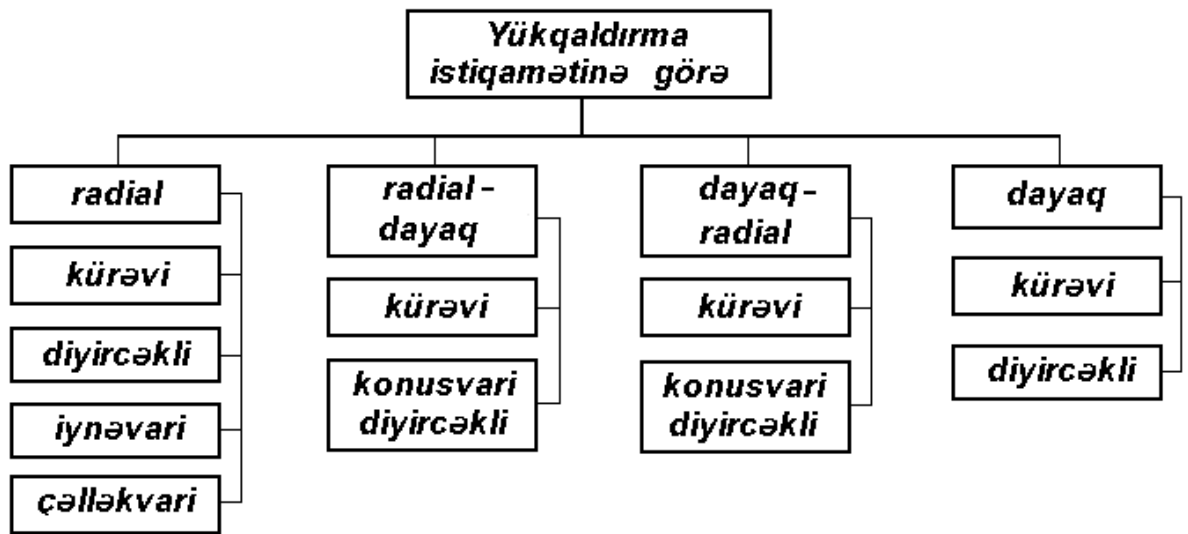 Yükqaldırma
istiqamətinə görə
radial
kürəvi
diyircəkli
iynəvari
çəlləkvari
radial-
dayaq
kürəvi
konusvari
diyircəkli
dayaq-
radial
kürəvi
konusvari
diyircəkli
dayaq
kürəvi
diyircəkli